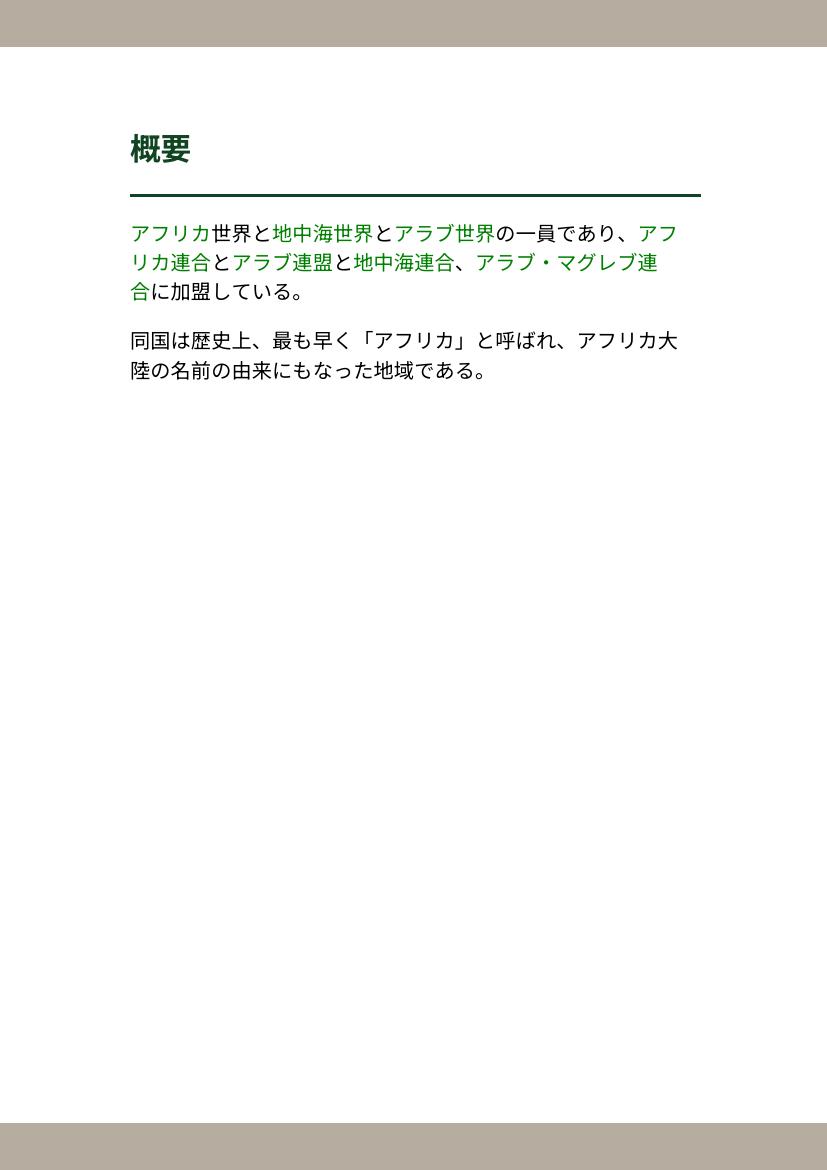 概要
アフリカ世界と地中海世界とアラブ世界の一員であり、アフ
リカ連合とアラブ連盟と地中海連合、アラブ・マグレブ連
合に加盟している。
同国は歴史上、最も早く「アフリカ」と呼ばれ、アフリカ大
陸の名前の由来にもなった地域である。